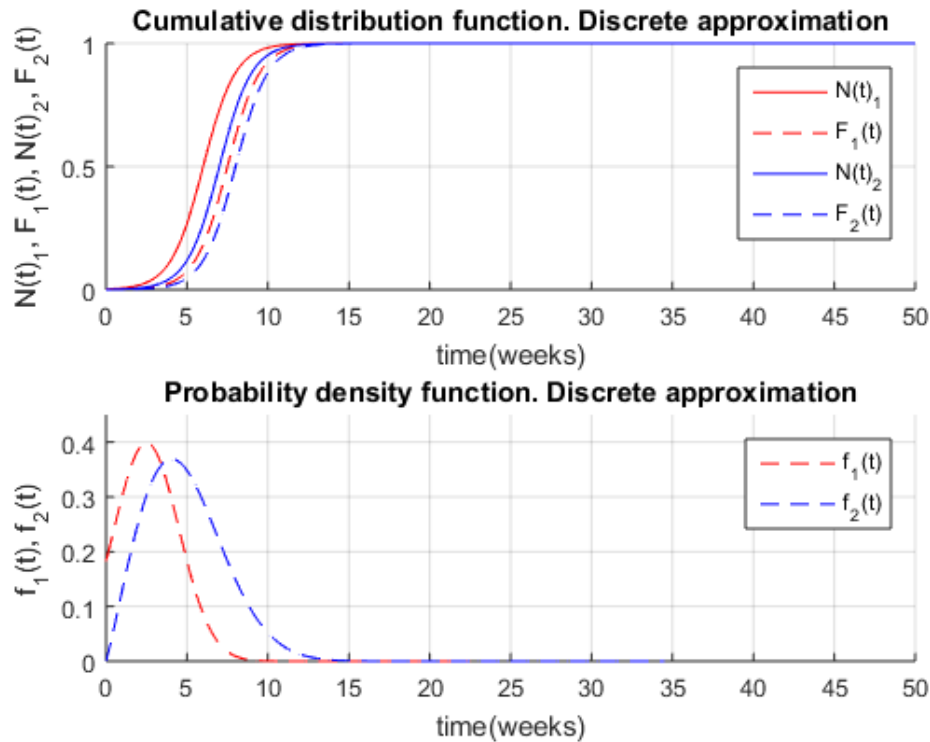 Cumulative distribution function. Discrete approximation
N(t)₁, F₁(t), N(t)₂, F₂(t)
1
0.5
0
N(t)₁
F₁(t)
N(t)₂
F₂(t)
0 5 10 15 20 25 30 35 40 45 50
time(weeks)
Probability density function. Discrete approximation
f₁(t), f₂(t)
0.4
0.3
0.2
0.1
0
f₁(t)
f₂(t)
0 5 10 15 20 25 30 35 40 45 50
time(weeks)